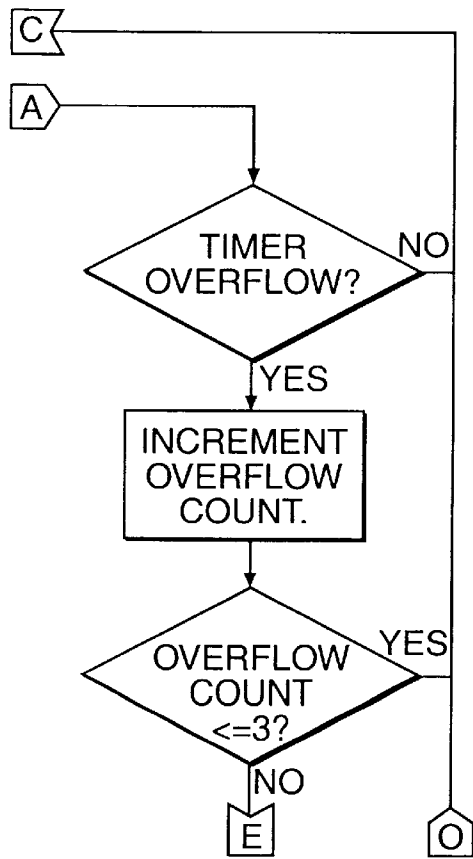 C
A
TIMER
OVERFLOW?
NO
YES
INCREMENT
OVERFLOW
COUNT.
OVERFLOW
COUNT
<=3?
YES
NO
E
O